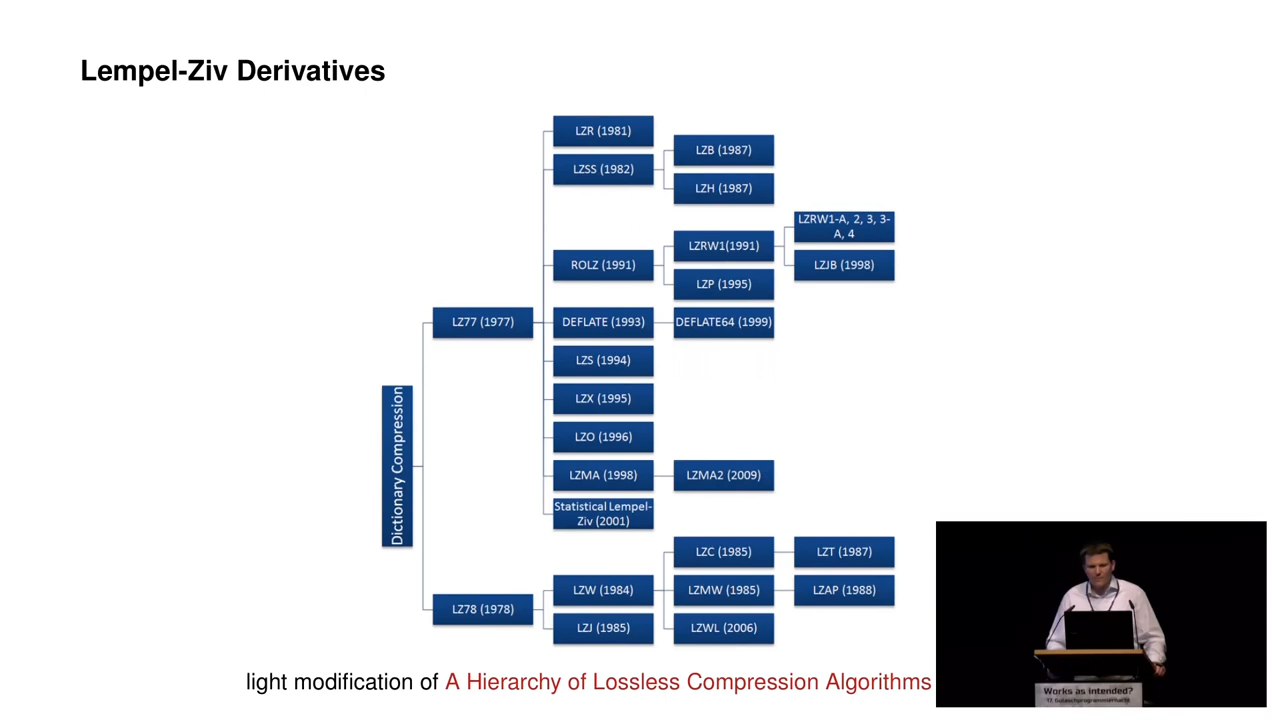 Lempel-Ziv Derivatives
LZR (1981)
LZSS (1982)
LZB (1987)
LZH (1987)
ROLZ (1991)
LZRW1(1991)
LZP (1995)
LZRW1-A, 2, 3, 3-
A, 4
LZJB (1998)
Dictionary Compression
LZ77 (1977)
DEFLATE (1993)
DEFLATE64 (1999)
LZS (1994)
LZX (1995)
LZO (1996)
LZMA (1998)
LZMA2 (2009)
Statistical Lempel-
Ziv (2001)
LZ78 (1978)
LZW (1984)
LZJ (1985)
LZC (1985)
LZT (1987)
LZMW (1985)
LZAP (1988)
LZWL (2006)
light modification of A Hierarchy of Lossless Compression Algorithms
Works as intended?